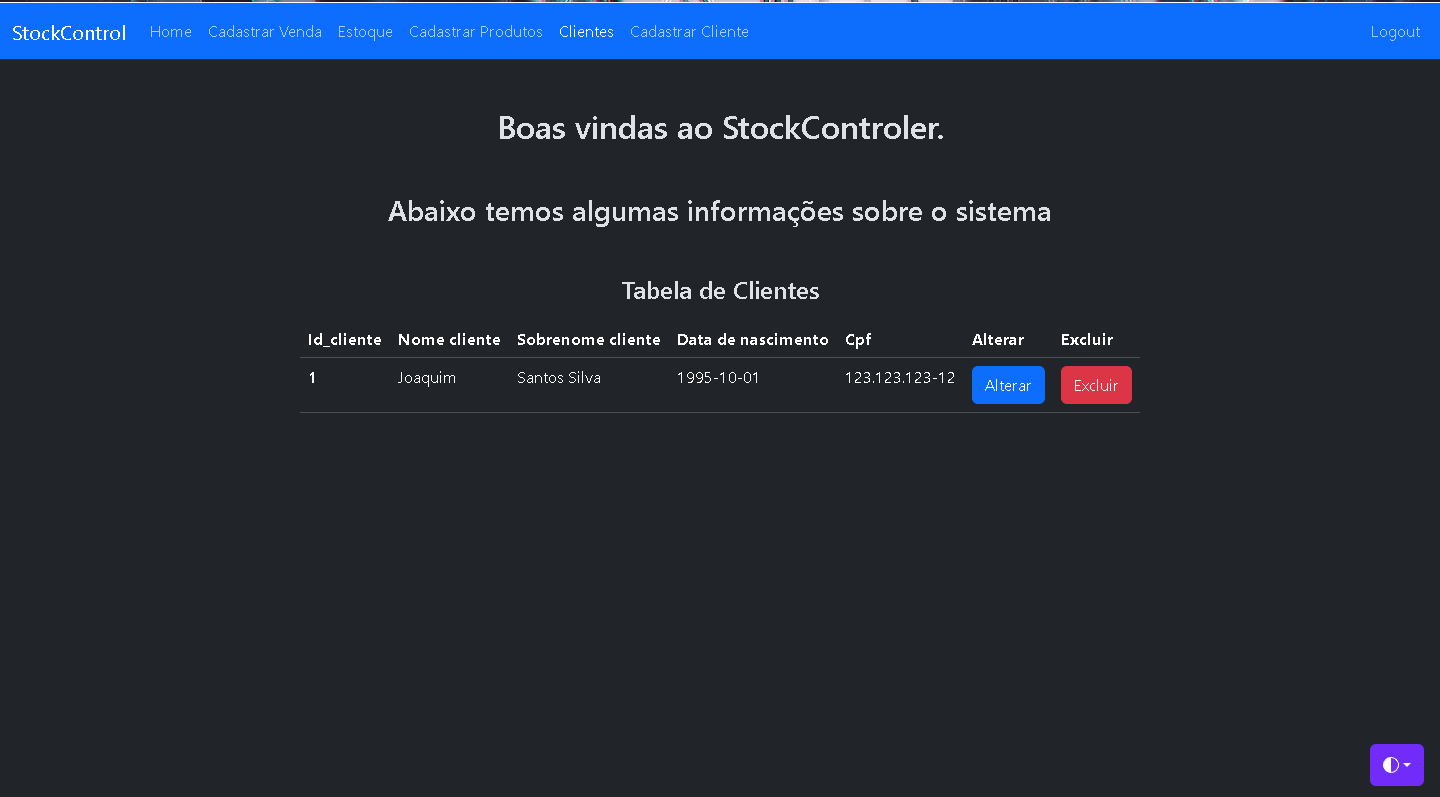 StockControl Home Cadastrar Venda Estoque Cadastrar Produtos Clientes Cadastrar Cliente Logout
Boas vindas ao StockControler.
Abaixo temos algumas informações sobre o sistema
Tabela de Clientes
Id_cliente Nome cliente Sobrenome cliente Data de nascimento Cpf Alterar Excluir
1 Joaquim Santos Silva 1995-10-01 123.123.123-12 Alterar Excluir